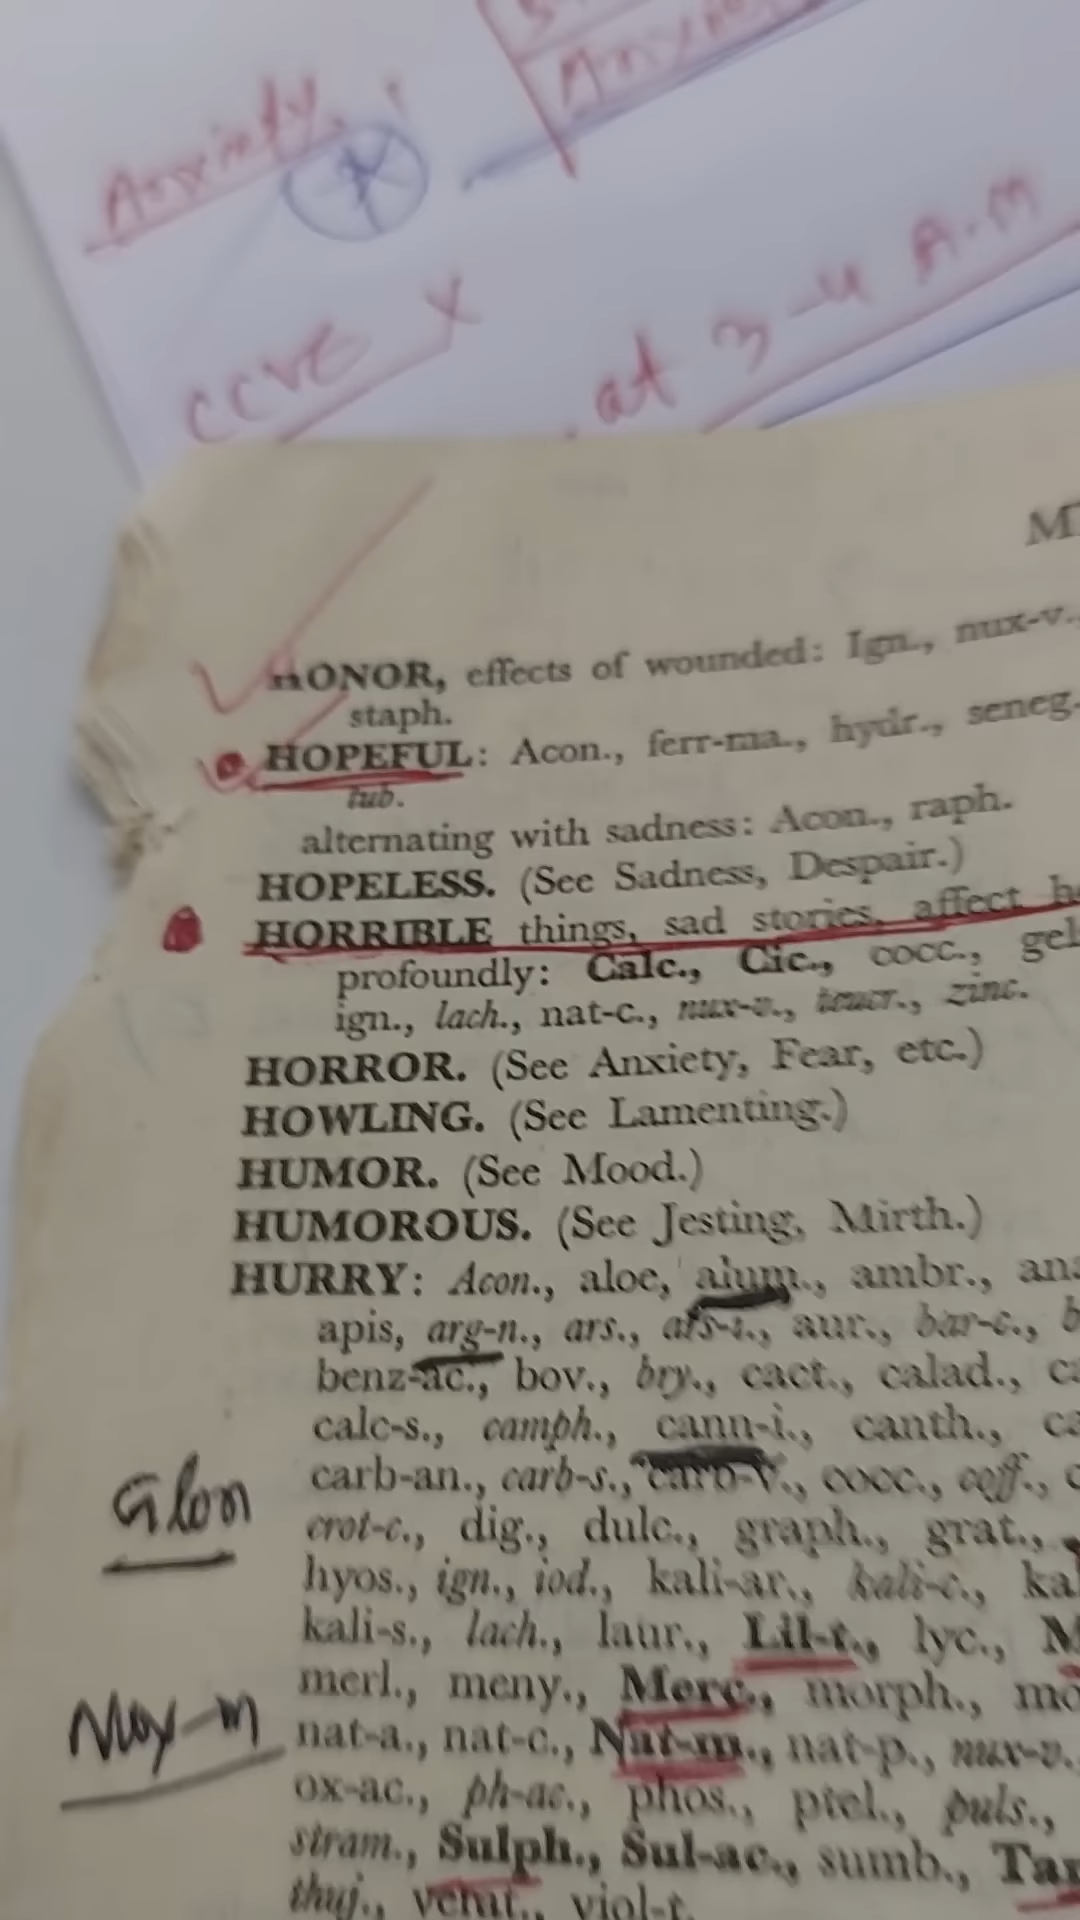 Anxiety,
CCVE X
at 3-4 A.M
HONOR, effects of wounded: Ign., nux-v.,
staph.
HOPEFUL: Acon., ferr-ma., hydr., seneg.
tub.
alternating with sadness: Acon., raph.
HOPELESS. (See Sadness, Despair.)
HORRIBLE things, sad stories, affect
profoundly: Calc., Cic., cocc., gel
ign., lach., nat-c., nux-v., teucr., zinc.
HORROR. (See Anxiety, Fear, etc.)
HOWLING. (See Lamenting.)
HUMOR. (See Mood.)
HUMOROUS. (See Jesting, Mirth.)
HURRY: Acon., aloe, alum., ambr., ana
apis, arg-n., ars., ars-i., aur., bar-c., b
benz-ac., bov., bry., cact., calad., ca
calc-s., camph., cann-i., canth., ca
Glon
carb-an., carb-s., carb-v., cocc., coff., c
crot-c., dig., dulc., graph., grat.,
hyos., ign., iod., kali-ar., kali-c., ka
kali-s., lach., laur., Lil-t., lyc., M
merl., meny., Merc., morph., mo
Nux-m
nat-a., nat-c., Nat-m., nat-p., nux-v.
ox-ac., ph-ac., phos., ptel., puls.,
stram., Sulph., Sul-ac., sumb., Tar
thuj., verat., viol-t.